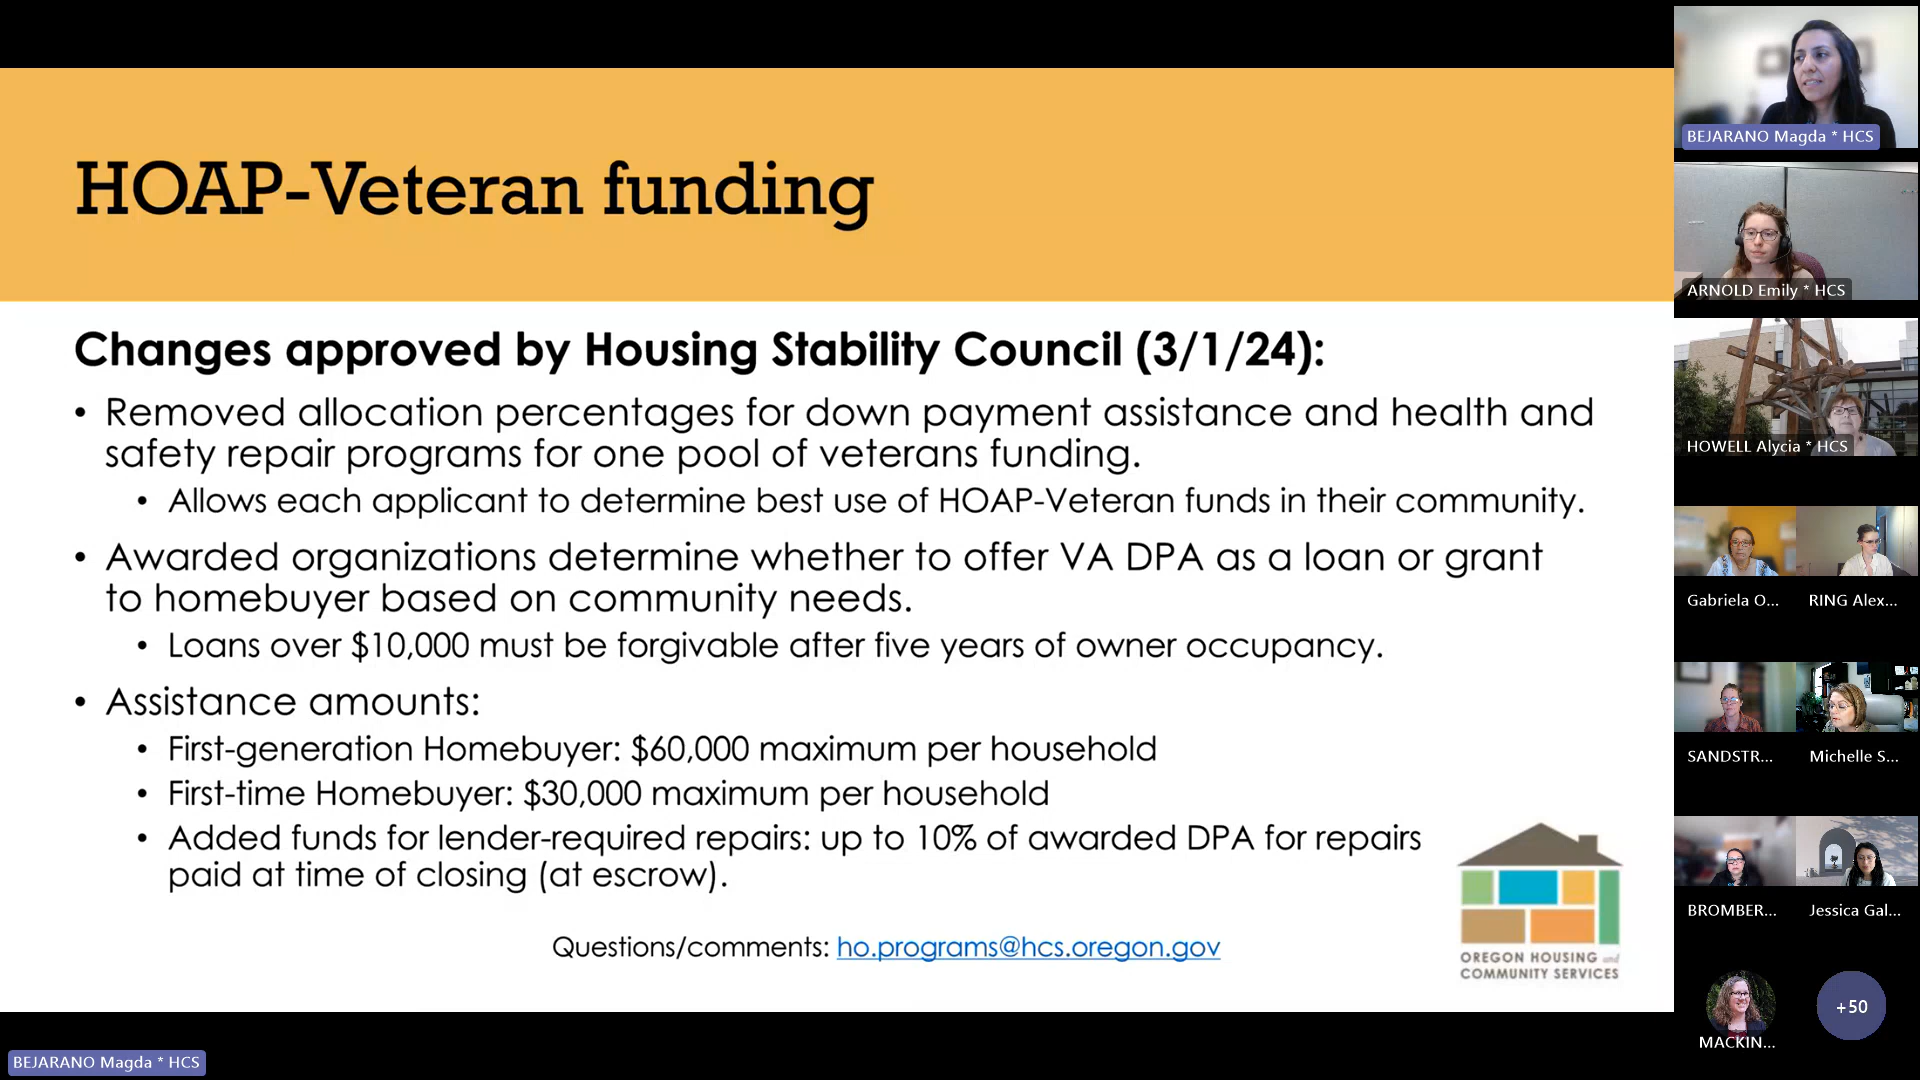 HOAP-Veteran funding
Changes approved by Housing Stability Council (3/1/24):
• Removed allocation percentages for down payment assistance and health and
safety repair programs for one pool of veterans funding.
• Allows each applicant to determine best use of HOAP-Veteran funds in their community.
• Awarded organizations determine whether to offer VA DPA as a loan or grant
to homebuyer based on community needs.
• Loans over $10,000 must be forgivable after five years of owner occupancy.
• Assistance amounts:
• First-generation Homebuyer: $60,000 maximum per household
• First-time Homebuyer: $30,000 maximum per household
• Added funds for lender-required repairs: up to 10% of awarded DPA for repairs
paid at time of closing (at escrow).
Questions/comments: ho.programs@hcs.oregon.gov
OREGON HOUSING and
COMMUNITY SERVICES
BEJARANO Magda * HCS
BEJARANO Magda * HCS
ARNOLD Emily * HCS
HOWELL Alycia * HCS
Gabriela O...
RING Alex...
SANDSTR...
Michelle S...
BROMBER...
Jessica Gal...
MACKIN...
+50